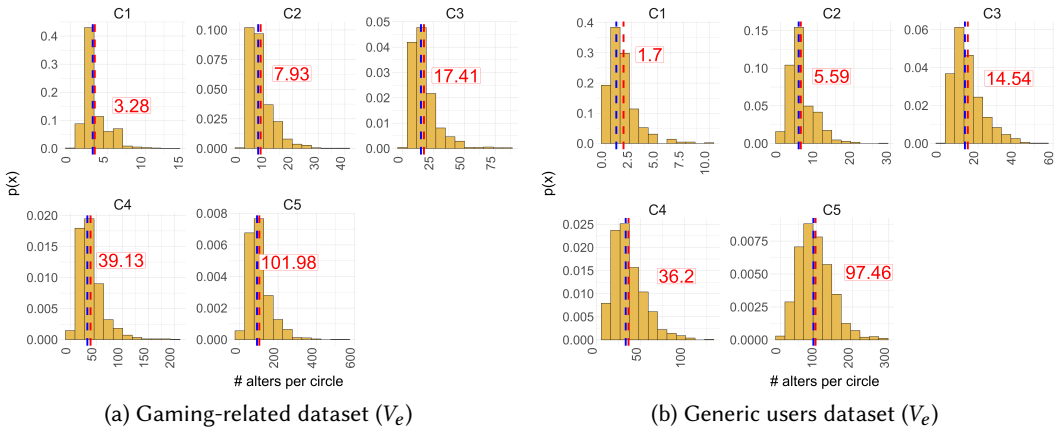 C1
C2
C3
0.4
0.3
0.2
0.1
0.0
0.100
0.075
0.050
0.025
0.000
0.05
0.04
0.03
0.02
0.01
0.00
3.28
7.93
17.41
0 5 10 15
0 10 20 30 40
0 25 50 75
p(x)
C4
C5
0.020
0.015
0.010
0.005
0.000
0.008
0.006
0.004
0.002
0.000
39.13
101.98
0 50 100 150 200
0 200 400 600
# alters per circle
(a) Gaming-related dataset (Ve)
C1
C2
C3
0.4
0.3
0.2
0.1
0.0
0.15
0.10
0.05
0.00
0.06
0.04
0.02
0.00
1.7
5.59
14.54
0.0 2.5 5.0 7.5 10.0
0 10 20 30
0 20 40 60
p(x)
C4
C5
0.025
0.020
0.015
0.010
0.005
0.000
0.0075
0.0050
0.0025
0.0000
36.2
97.46
0 50 100
0 100 200 300
# alters per circle
(b) Generic users dataset (Ve)